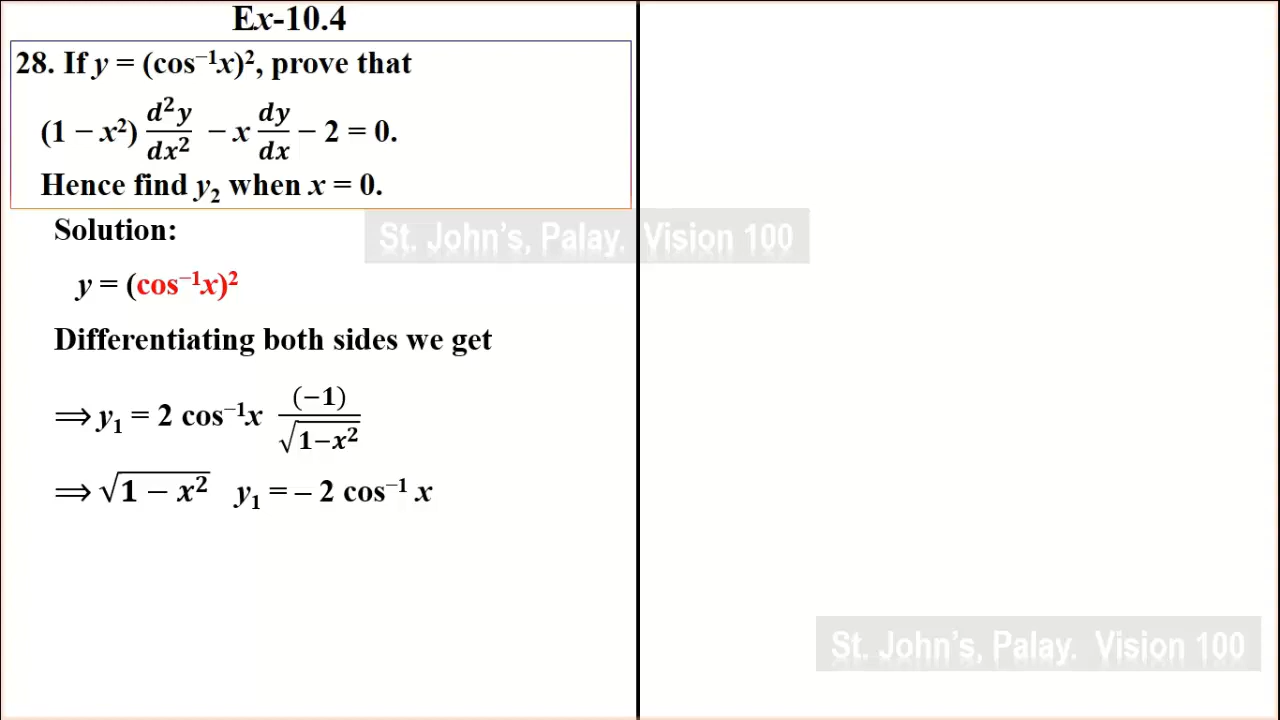 Ex-10.4
28. If y = (cos⁻¹x)², prove that
(1 − x²) d²y/dx² − x dy/dx − 2 = 0.
Hence find y₂ when x = 0.
Solution:
St. John's, Palay. Vision 100
y = (cos⁻¹x)²
Differentiating both sides we get
⟹ y₁ = 2 cos⁻¹x (−1)/√(1−x²)
⟹ √(1 − x²) y₁ = – 2 cos⁻¹ x
St. John's, Palay. Vision 100